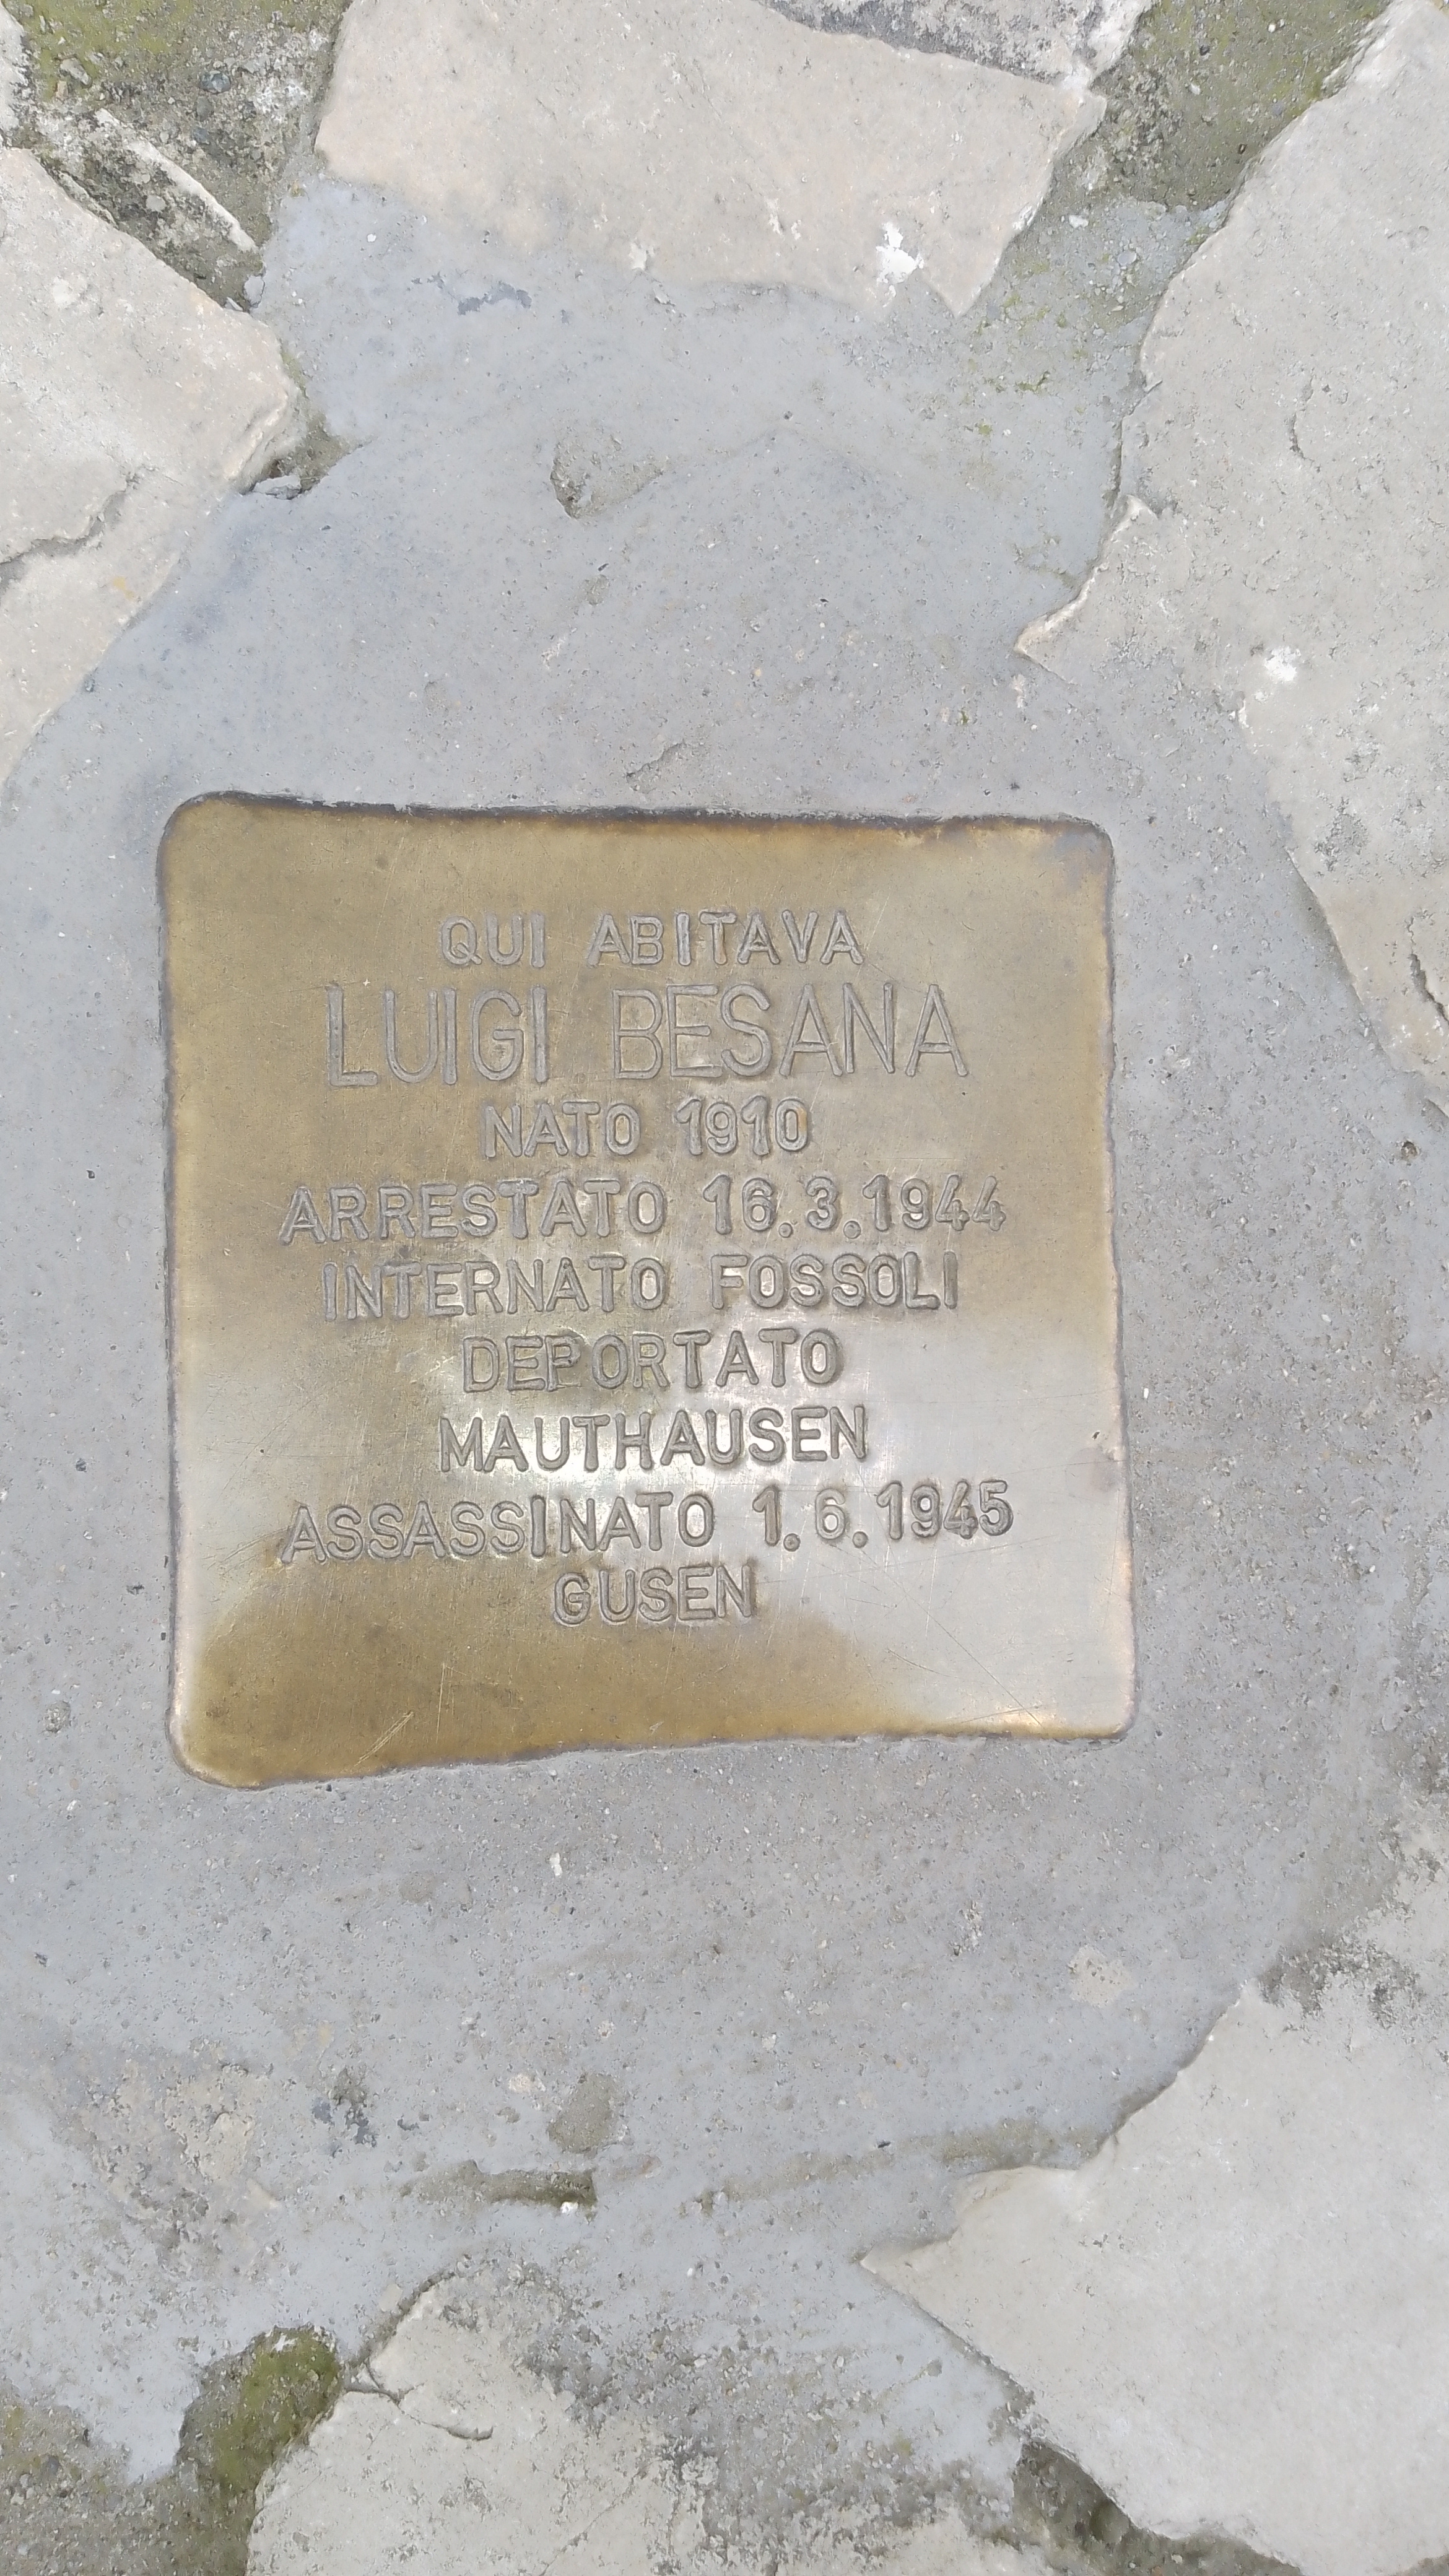 QUI ABITAVA
LUIGI BESANA
NATO 1910
ARRESTATO 16.3.1944
INTERNATO FOSSOLI
DEPORTATO
MAUTHAUSEN
ASSASSINATO 1.6.1945
GUSEN